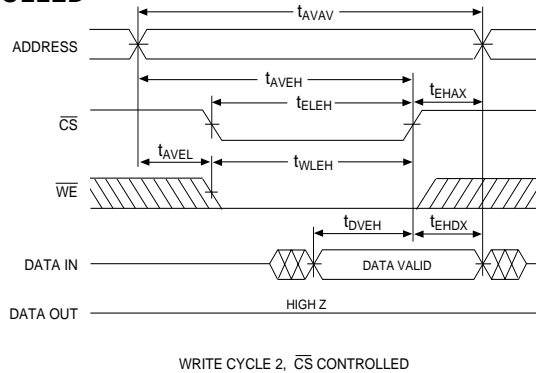 tAVAV
ADDRESS
tAVEH
tELEH
tEHAX
CS
tAVEL
tWLEH
WE
tDVEH
tEHDX
DATA IN
DATA VALID
DATA OUT
HIGH Z
WRITE CYCLE 2, CS CONTROLLED